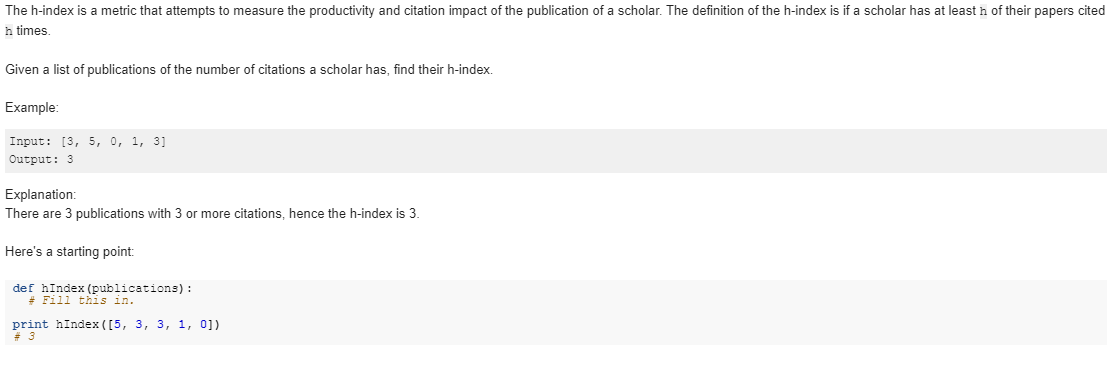 The h-index is a metric that attempts to measure the productivity and citation impact of the publication of a scholar. The definition of the h-index is if a scholar has at least h of their papers cited
h times.
Given a list of publications of the number of citations a scholar has, find their h-index.
Example:
Input: [3, 5, 0, 1, 3]
Output: 3
Explanation:
There are 3 publications with 3 or more citations, hence the h-index is 3.
Here's a starting point:
def hIndex(publications):
  # Fill this in.
print hIndex([5, 3, 3, 1, 0])
# 3